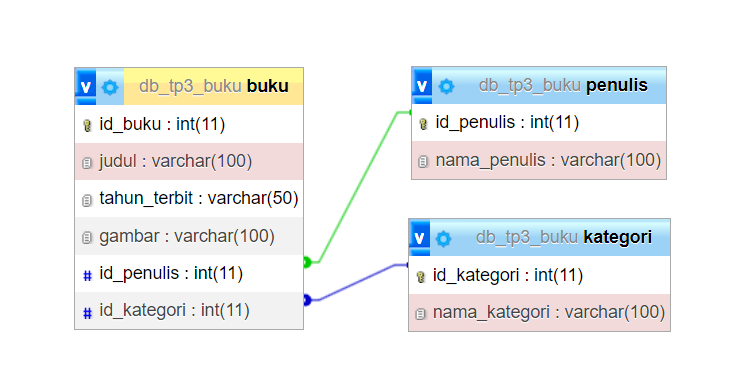 v db_tp3_buku buku
id_buku : int(11)
judul : varchar(100)
tahun_terbit : varchar(50)
gambar : varchar(100)
# id_penulis : int(11)
# id_kategori : int(11)
v db_tp3_buku penulis
id_penulis : int(11)
nama_penulis : varchar(100)
v db_tp3_buku kategori
id_kategori : int(11)
nama_kategori : varchar(100)